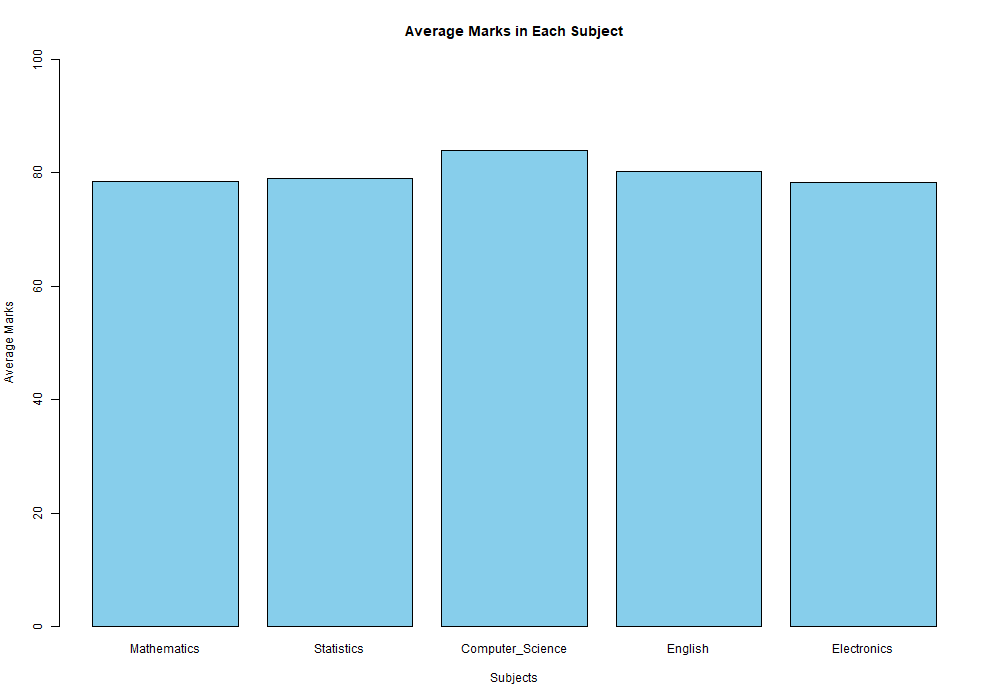 Average Marks in Each Subject
100
80
60
40
20
0
Average Marks
Mathematics Statistics Computer_Science English Electronics
Subjects